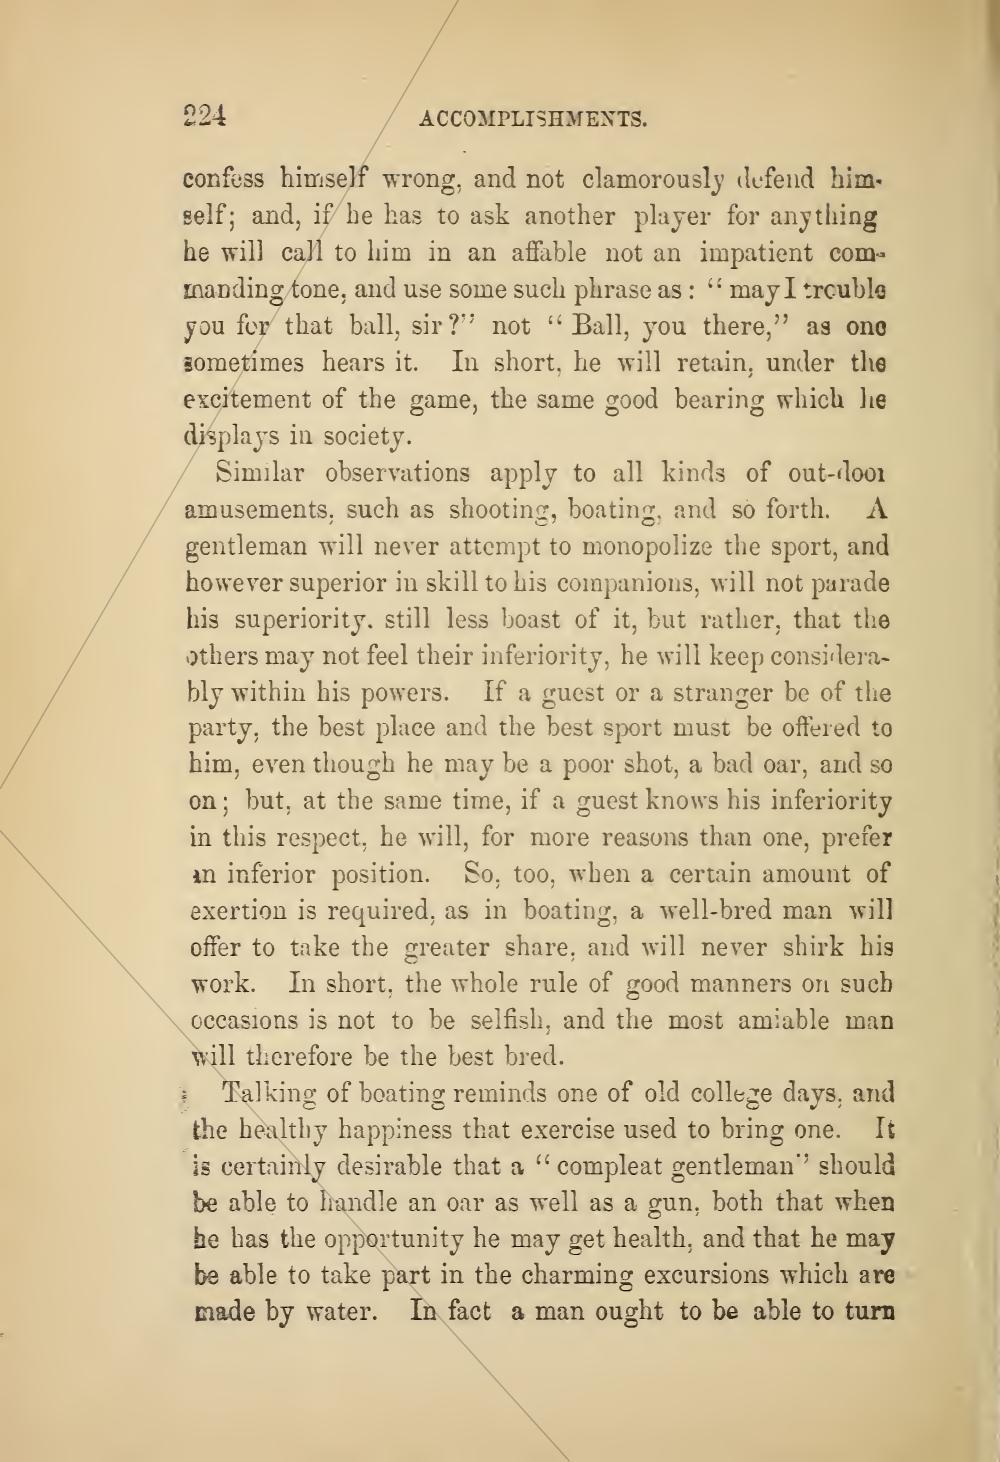 224 ACCOMPLISHMENTS.
confess himself wrong, and not clamorously defend him-
self; and, if he has to ask another player for anything
he will call to him in an affable not an impatient com-
manding tone, and use some such phrase as: “may I trouble
you for that ball, sir?” not “Ball, you there,” as one
sometimes hears it. In short, he will retain, under the
excitement of the game, the same good bearing which he
displays in society.
Similar observations apply to all kinds of out-door
amusements, such as shooting, boating, and so forth. A
gentleman will never attempt to monopolize the sport, and
however superior in skill to his companions, will not parade
his superiority, still less boast of it, but rather, that the
others may not feel their inferiority, he will keep considera-
bly within his powers. If a guest or a stranger be of the
party, the best place and the best sport must be offered to
him, even though he may be a poor shot, a bad oar, and so
on; but, at the same time, if a guest knows his inferiority
in this respect, he will, for more reasons than one, prefer
an inferior position. So, too, when a certain amount of
exertion is required, as in boating, a well-bred man will
offer to take the greater share, and will never shirk his
work. In short, the whole rule of good manners on such
occasions is not to be selfish, and the most amiable man
will therefore be the best bred.
Talking of boating reminds one of old college days, and
the healthy happiness that exercise used to bring one. It
is certainly desirable that a “compleat gentleman” should
be able to handle an oar as well as a gun, both that when
he has the opportunity he may get health, and that he may
be able to take part in the charming excursions which are
made by water. In fact a man ought to be able to turn